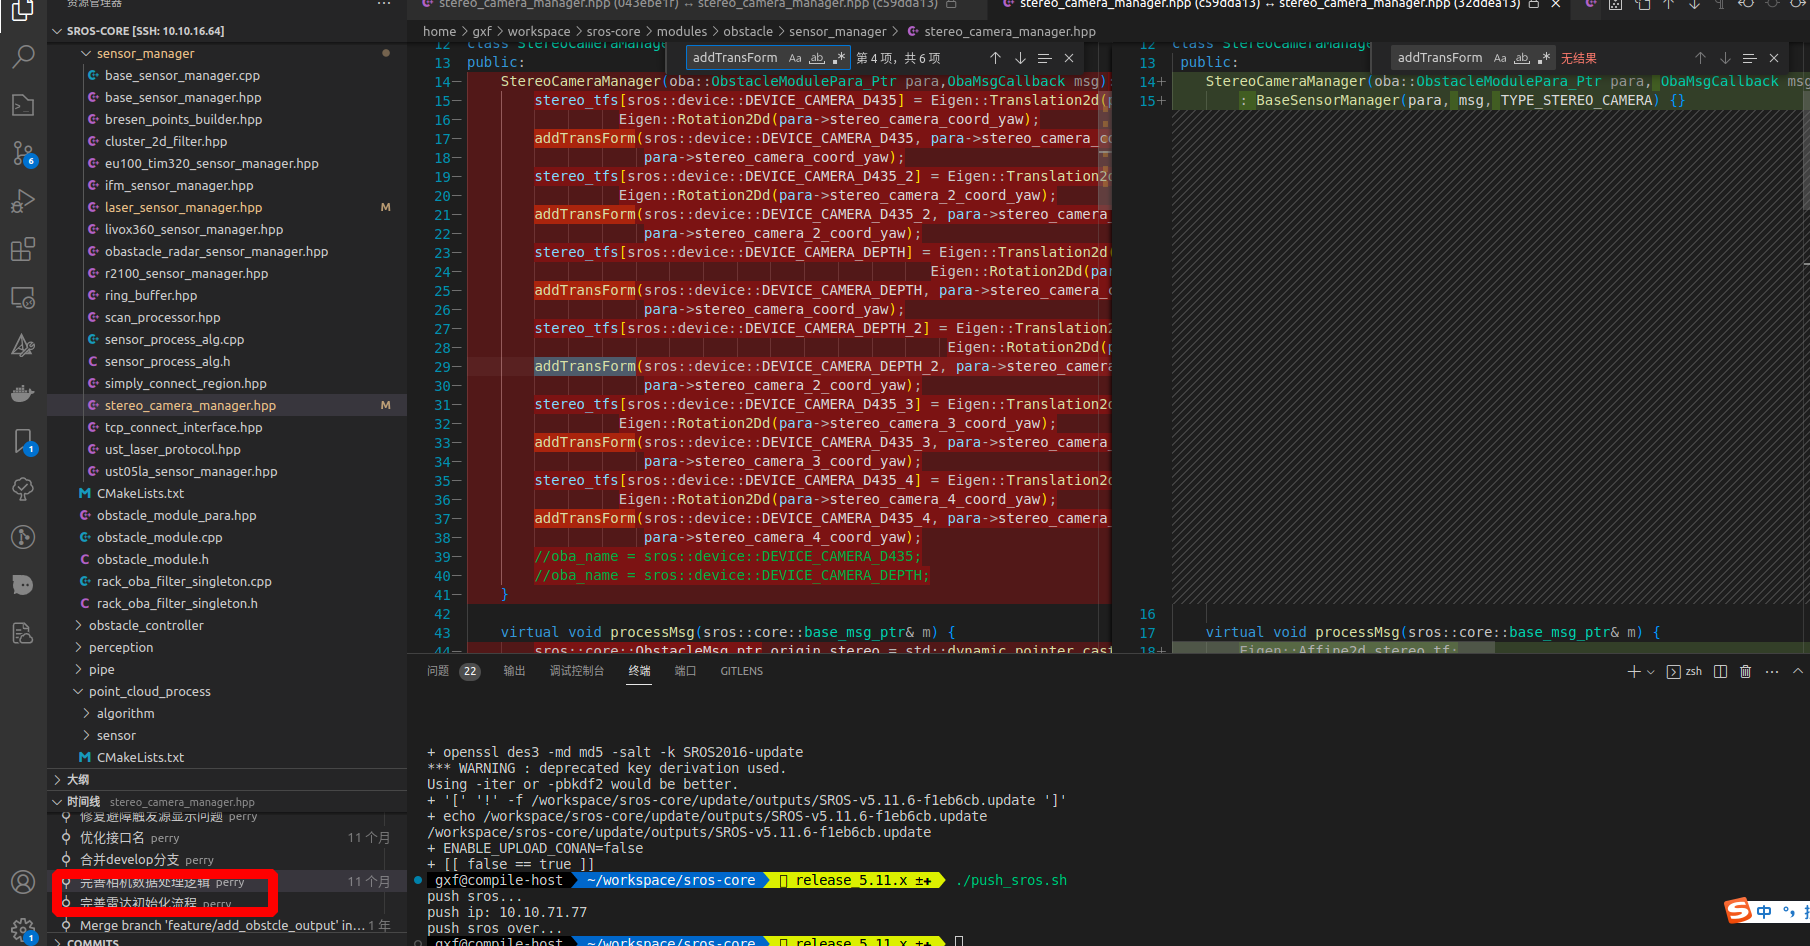 资源管理器
SROS-CORE [SSH: 10.10.16.64]
sensor_manager
base_sensor_manager.cpp
base_sensor_manager.hpp
bresen_points_builder.hpp
cluster_2d_filter.hpp
eu100_tim320_sensor_manager.hpp
ifm_sensor_manager.hpp
laser_sensor_manager.hpp M
livox360_sensor_manager.hpp
obastacle_radar_sensor_manager.hpp
r2100_sensor_manager.hpp
ring_buffer.hpp
scan_processor.hpp
sensor_process_alg.cpp
sensor_process_alg.h
simply_connect_region.hpp
stereo_camera_manager.hpp M
tcp_connect_interface.hpp
ust_laser_protocol.hpp
ust05la_sensor_manager.hpp
CMakeLists.txt
obstacle_module_para.hpp
obstacle_module.cpp
obstacle_module.h
rack_oba_filter_singleton.cpp
rack_oba_filter_singleton.h
obstacle_controller
perception
pipe
point_cloud_process
algorithm
sensor
CMakeLists.txt
大纲
时间线 stereo_camera_manager.hpp
修复避障触发源显示问题 perry
优化接口名 perry 11 个月
合并develop分支 perry
完善相机数据处理逻辑 perry 11 个月
完善雷达初始化流程 perry
Merge branch 'feature/add_obstcle_output' in... 1 年
COMMITS
6
1
1
stereo_camera_manager.hpp (043ebe1f) ↔ stereo_camera_manager.hpp (c59dda13)
stereo_camera_manager.hpp (c59dda13) ↔ stereo_camera_manager.hpp (32ddea13)
home > gxf > workspace > sros-core > modules > obstacle > sensor_manager > stereo_camera_manager.hpp
addTransForm Aa ab .* 第 4 项，共 6 项
12 class StereoCameraManage
13 public:
14− StereoCameraManager(oba::ObstacleModulePara_Ptr para,ObaMsgCallback msg)
15− stereo_tfs[sros::device::DEVICE_CAMERA_D435] = Eigen::Translation2d(p
16− Eigen::Rotation2Dd(para->stereo_camera_coord_yaw);
17− addTransForm(sros::device::DEVICE_CAMERA_D435, para->stereo_camera_c
18− para->stereo_camera_coord_yaw);
19− stereo_tfs[sros::device::DEVICE_CAMERA_D435_2] = Eigen::Translation2d
20− Eigen::Rotation2Dd(para->stereo_camera_2_coord_yaw);
21− addTransForm(sros::device::DEVICE_CAMERA_D435_2, para->stereo_camera_
22− para->stereo_camera_2_coord_yaw);
23− stereo_tfs[sros::device::DEVICE_CAMERA_DEPTH] = Eigen::Translation2d(
24− Eigen::Rotation2Dd(par
25− addTransForm(sros::device::DEVICE_CAMERA_DEPTH, para->stereo_camera_c
26− para->stereo_camera_coord_yaw);
27− stereo_tfs[sros::device::DEVICE_CAMERA_DEPTH_2] = Eigen::Translation2
28− Eigen::Rotation2Dd(p
29− addTransForm(sros::device::DEVICE_CAMERA_DEPTH_2, para->stereo_camera
30− para->stereo_camera_2_coord_yaw);
31− stereo_tfs[sros::device::DEVICE_CAMERA_D435_3] = Eigen::Translation2d
32− Eigen::Rotation2Dd(para->stereo_camera_3_coord_yaw);
33− addTransForm(sros::device::DEVICE_CAMERA_D435_3, para->stereo_camera_
34− para->stereo_camera_3_coord_yaw);
35− stereo_tfs[sros::device::DEVICE_CAMERA_D435_4] = Eigen::Translation2d
36− Eigen::Rotation2Dd(para->stereo_camera_4_coord_yaw);
37− addTransForm(sros::device::DEVICE_CAMERA_D435_4, para->stereo_camera_
38− para->stereo_camera_4_coord_yaw);
39− //oba_name = sros::device::DEVICE_CAMERA_D435;
40− //oba_name = sros::device::DEVICE_CAMERA_DEPTH;
41− }
42
43 virtual void processMsg(sros::core::base_msg_ptr& m) {
44− sros::core::ObstacleMsg_ptr origin_stereo = std::dynamic_pointer_cast
addTransForm Aa ab .* 无结果
12 class StereoCameraManage
13 public:
14+ StereoCameraManager(oba::ObstacleModulePara_Ptr para, ObaMsgCallback msg
15+ : BaseSensorManager(para, msg, TYPE_STEREO_CAMERA) {}
16
17 virtual void processMsg(sros::core::base_msg_ptr& m) {
18+ Eigen::Affine2d stereo_tf;
问题 22 输出 调试控制台 终端 端口 GITLENS
zsh
+ openssl des3 -md md5 -salt -k SROS2016-update
*** WARNING : deprecated key derivation used.
Using -iter or -pbkdf2 would be better.
+ '[' '!' -f /workspace/sros-core/update/outputs/SROS-v5.11.6-f1eb6cb.update ']'
+ echo /workspace/sros-core/update/outputs/SROS-v5.11.6-f1eb6cb.update
/workspace/sros-core/update/outputs/SROS-v5.11.6-f1eb6cb.update
+ ENABLE_UPLOAD_CONAN=false
+ [[ false == true ]]
gxf@compile-host ~/workspace/sros-core release_5.11.x ±✚ ./push_sros.sh
push sros...
push ip: 10.10.71.77
push sros over...
gxf@compile-host ~/workspace/sros-core release_5.11.x ±✚
S 中 °,